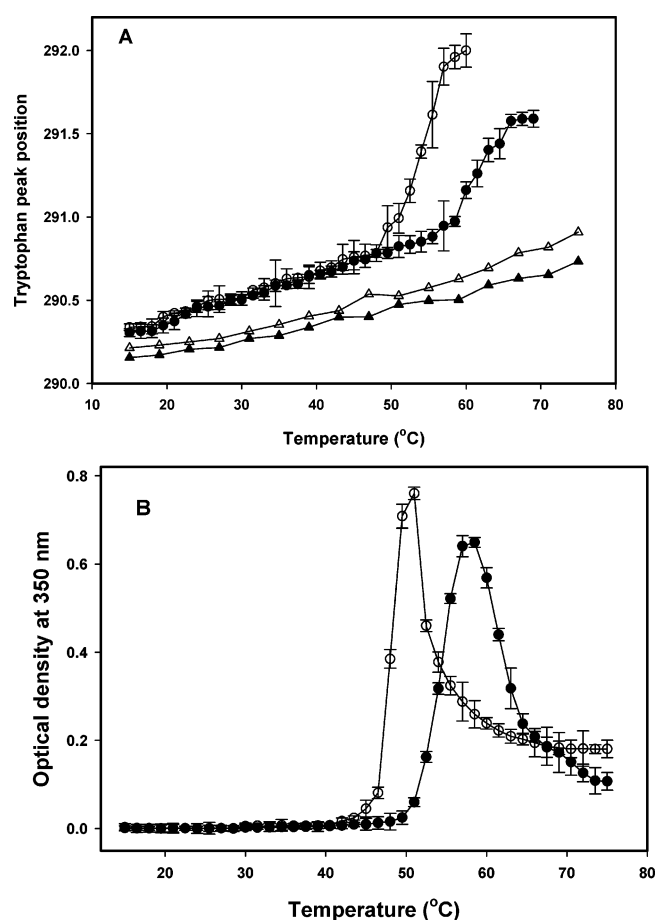 A
292.0
291.5
291.0
290.5
290.0
Tryptophan peak position
10 20 30 40 50 60 70 80
Temperature (°C)
B
0.8
0.6
0.4
0.2
0.0
Optical density at 350 nm
20 30 40 50 60 70 80
Temperature (°C)